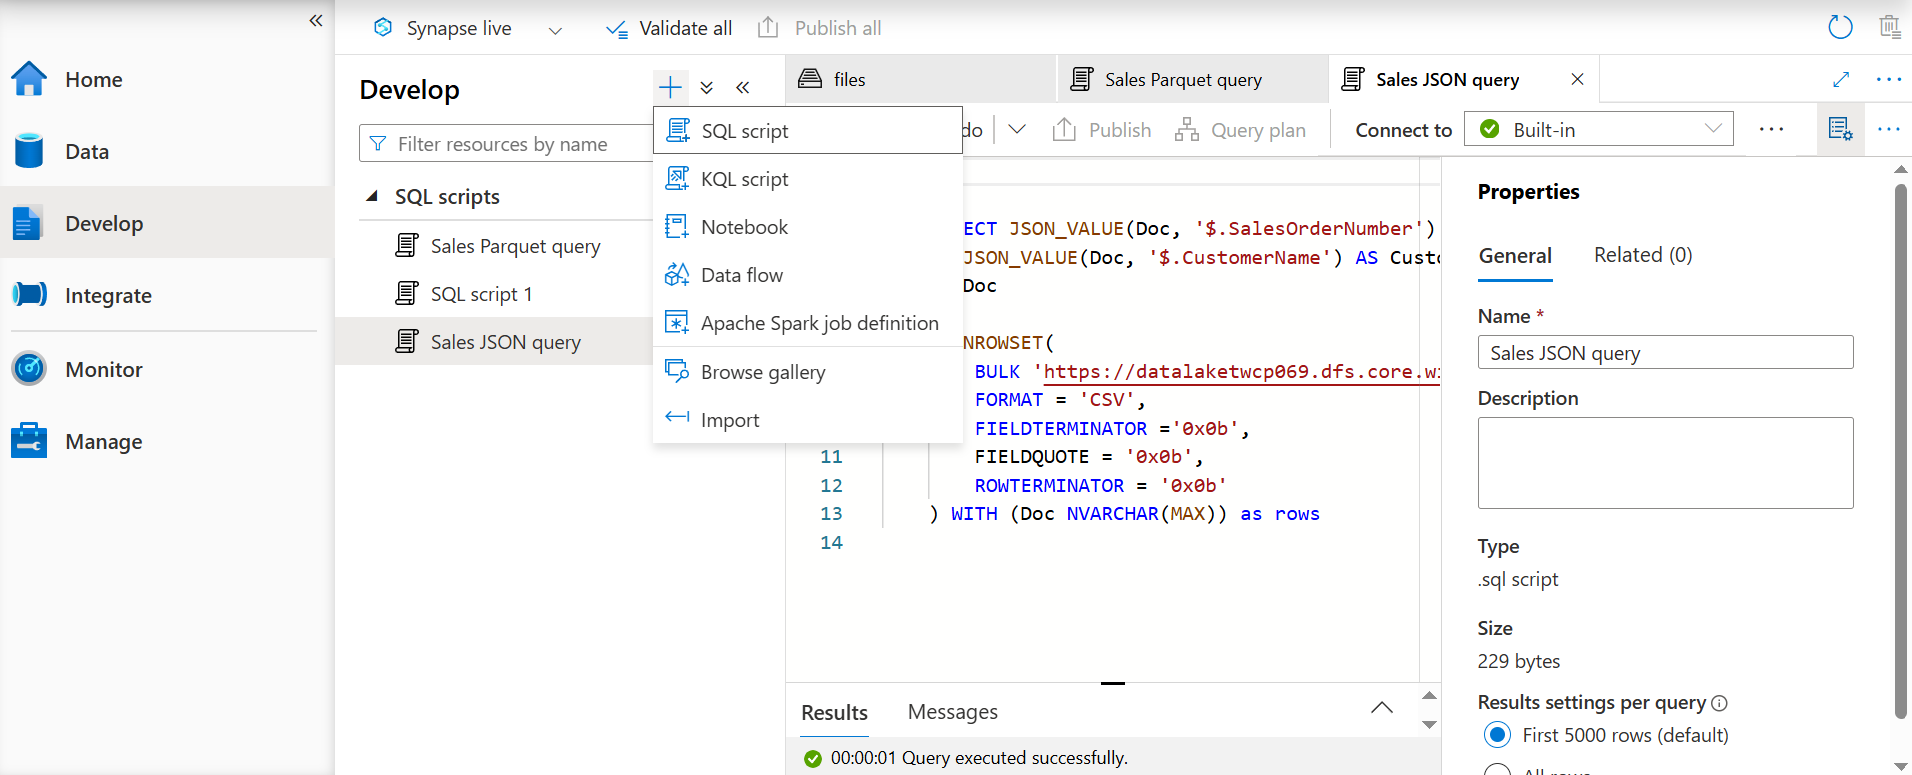 «
Home
Data
Develop
Integrate
Monitor
Manage
Synapse live
Validate all
Publish all
Develop
«
Filter resources by name
SQL scripts
Sales Parquet query
SQL script 1
Sales JSON query
SQL script
KQL script
Notebook
Data flow
Apache Spark job definition
Browse gallery
Import
files
Sales Parquet query
Sales JSON query
do
Publish
Query plan
Connect to
Built-in
ECT JSON_VALUE(Doc, '$.SalesOrderNumber')
JSON_VALUE(Doc, '$.CustomerName') AS Custo
Doc
NROWSET(
BULK 'https://datalaketwcp069.dfs.core.wi
FORMAT = 'CSV',
FIELDTERMINATOR ='0x0b',
11 FIELDQUOTE = '0x0b',
12 ROWTERMINATOR = '0x0b'
13 ) WITH (Doc NVARCHAR(MAX)) as rows
14
Results
Messages
00:00:01 Query executed successfully.
Properties
General
Related (0)
Name *
Sales JSON query
Description
Type
.sql script
Size
229 bytes
Results settings per query
First 5000 rows (default)
All rows